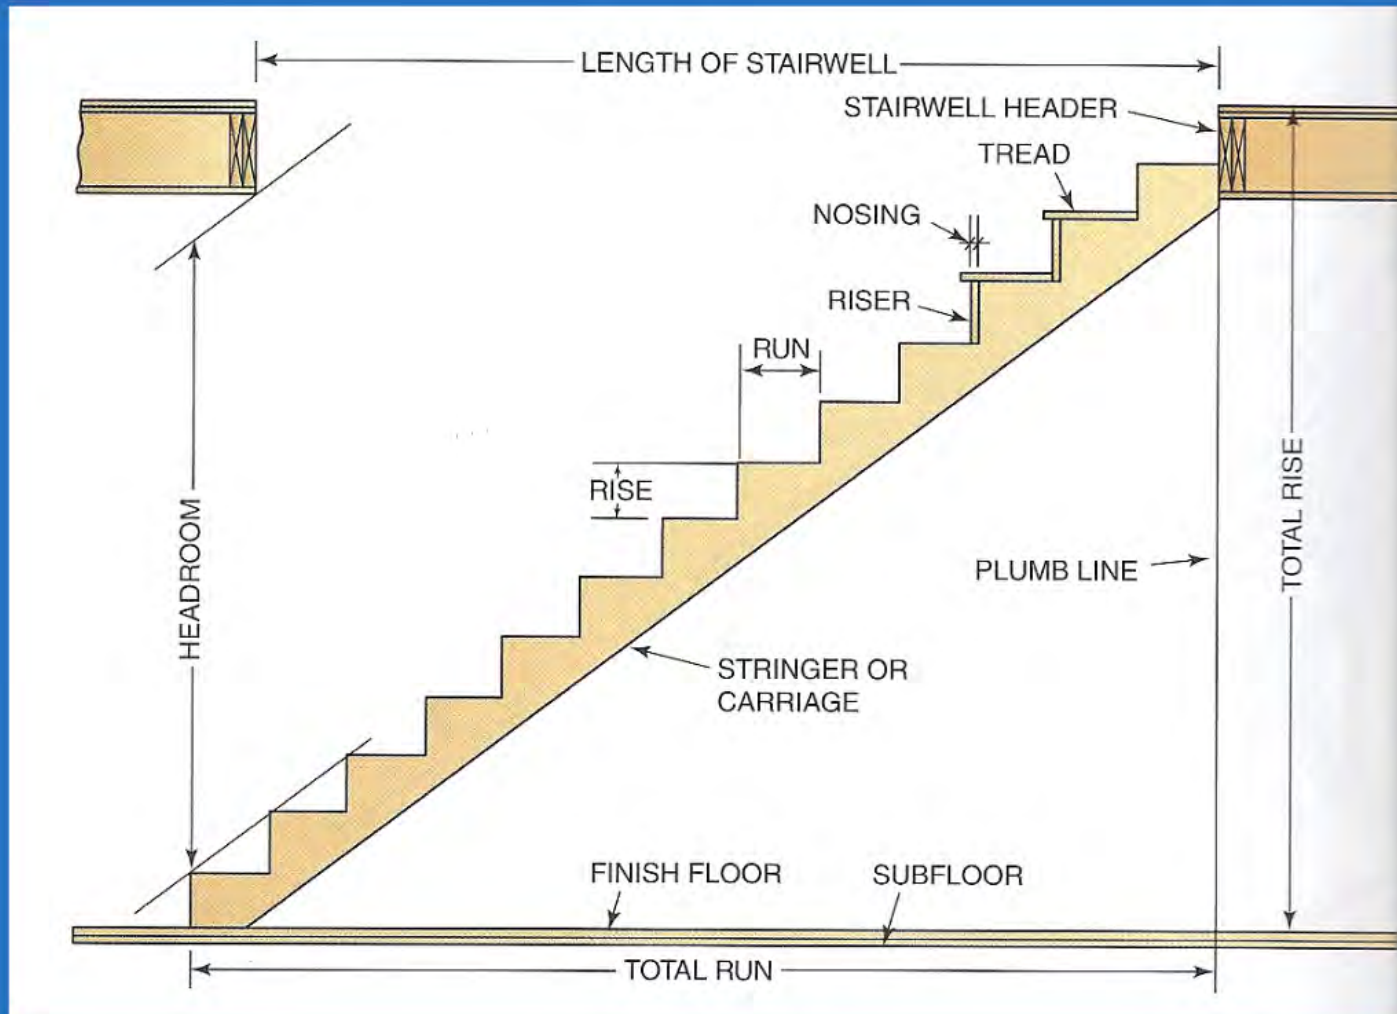 LENGTH OF STAIRWELL
STAIRWELL HEADER
TREAD
NOSING
RISER
RUN
RISE
HEADROOM
TOTAL RISE
PLUMB LINE
STRINGER OR
CARRIAGE
FINISH FLOOR
SUBFLOOR
TOTAL RUN